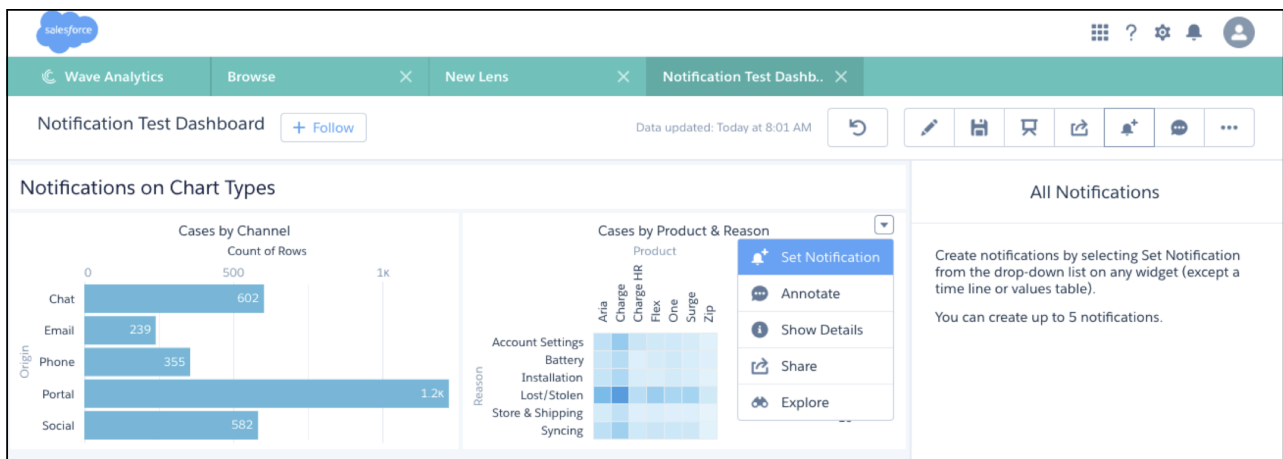 salesforce
Wave Analytics
Browse
New Lens
Notification Test Dashb..
Notification Test Dashboard
+ Follow
Data updated: Today at 8:01 AM
Notifications on Chart Types
Cases by Channel
Count of Rows
0 500 1K
Origin
Chat 602
Email 239
Phone 355
Portal 1.2K
Social 582
Cases by Product & Reason
Product
Aria
Charge
Charge HR
Flex
One
Surge
Zip
Reason
Account Settings
Battery
Installation
Lost/Stolen
Store & Shipping
Syncing
Set Notification
Annotate
Show Details
Share
Explore
All Notifications
Create notifications by selecting Set Notification
from the drop-down list on any widget (except a
time line or values table).
You can create up to 5 notifications.